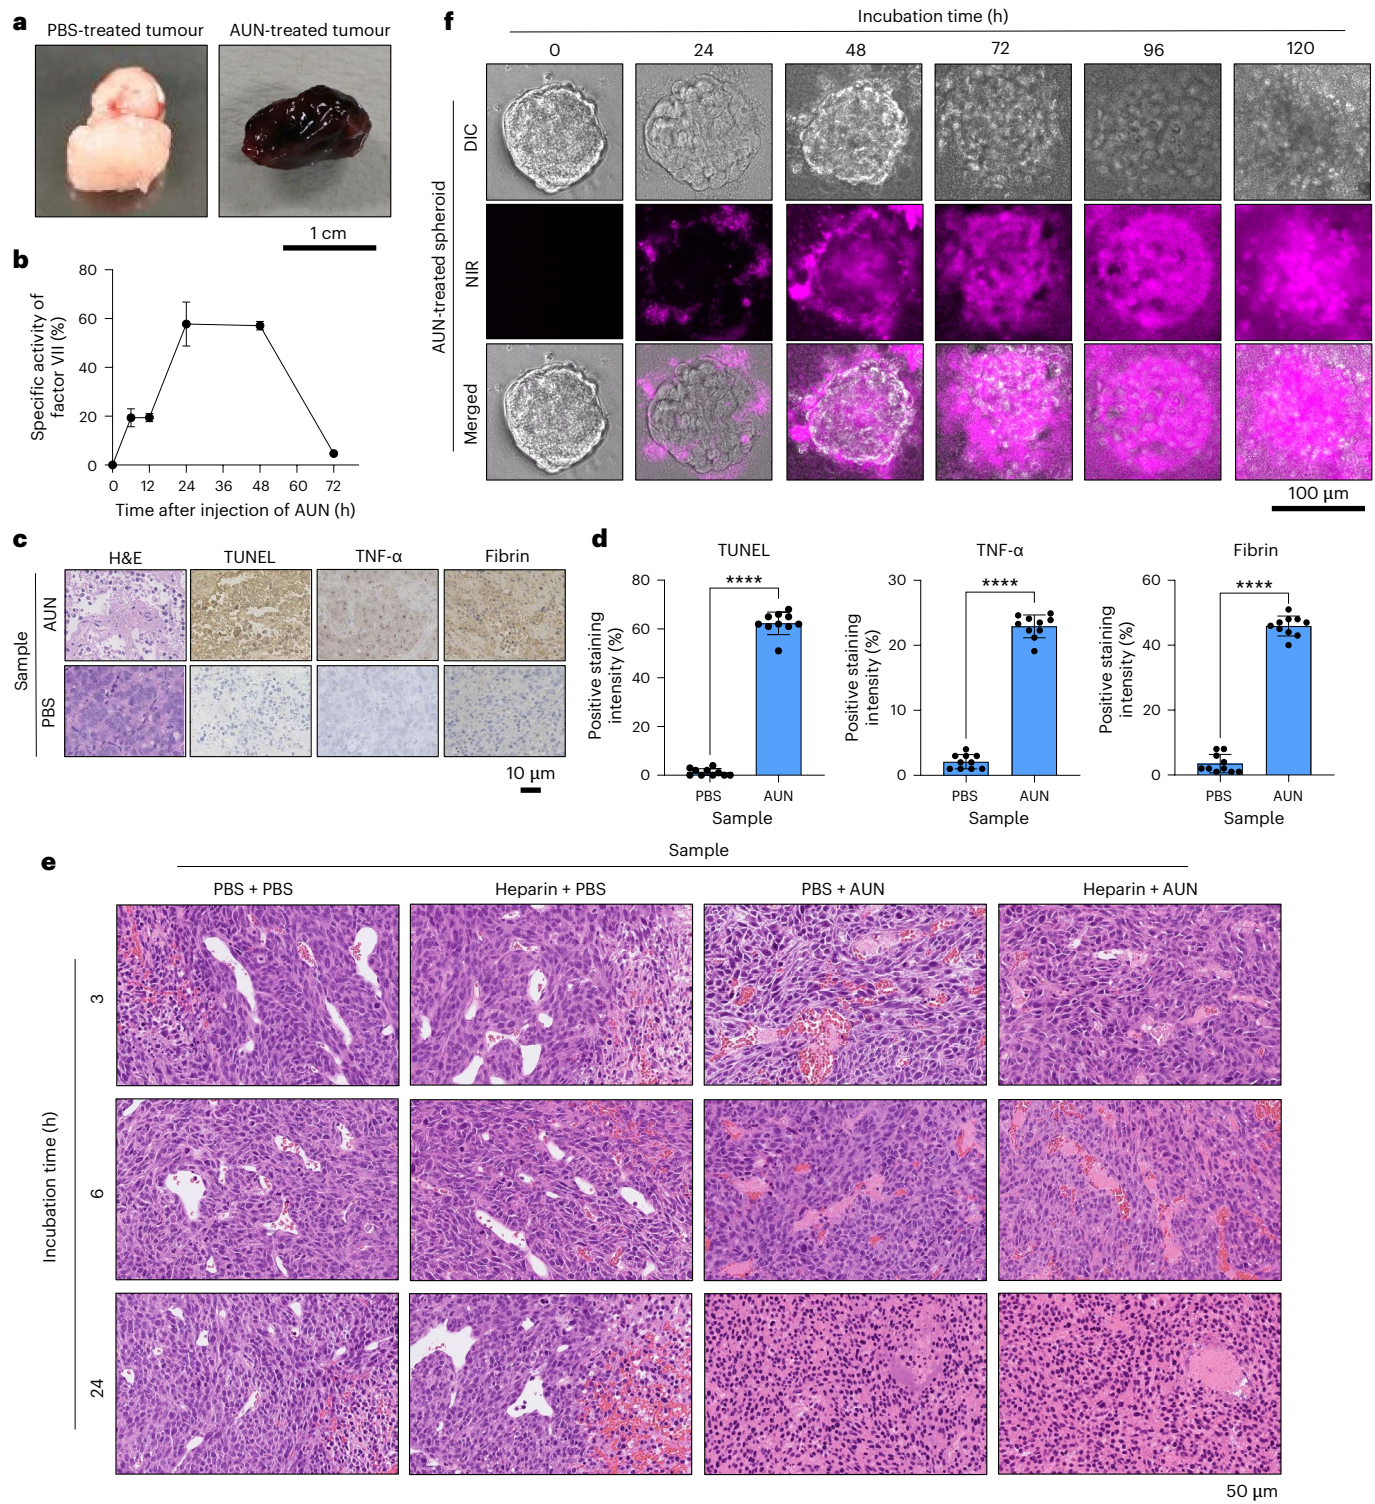 a
PBS-treated tumour
AUN-treated tumour
1 cm
b
Specific activity of
factor VII (%)
80
60
40
20
0
0
12
24
36
48
60
72
Time after injection of AUN (h)
c
H&E
TUNEL
TNF-α
Fibrin
Sample
AUN
PBS
10 μm
d
TUNEL
Positive staining
intensity (%)
80
60
40
20
0
****
PBS
AUN
Sample
TNF-α
Positive staining
intensity (%)
30
20
10
0
****
PBS
AUN
Sample
Fibrin
Positive staining
intensity (%)
60
40
20
0
****
PBS
AUN
Sample
e
Sample
PBS + PBS
Heparin + PBS
PBS + AUN
Heparin + AUN
Incubation time (h)
3
6
24
50 μm
f
Incubation time (h)
0
24
48
72
96
120
AUN-treated spheroid
DIC
NIR
Merged
100 μm